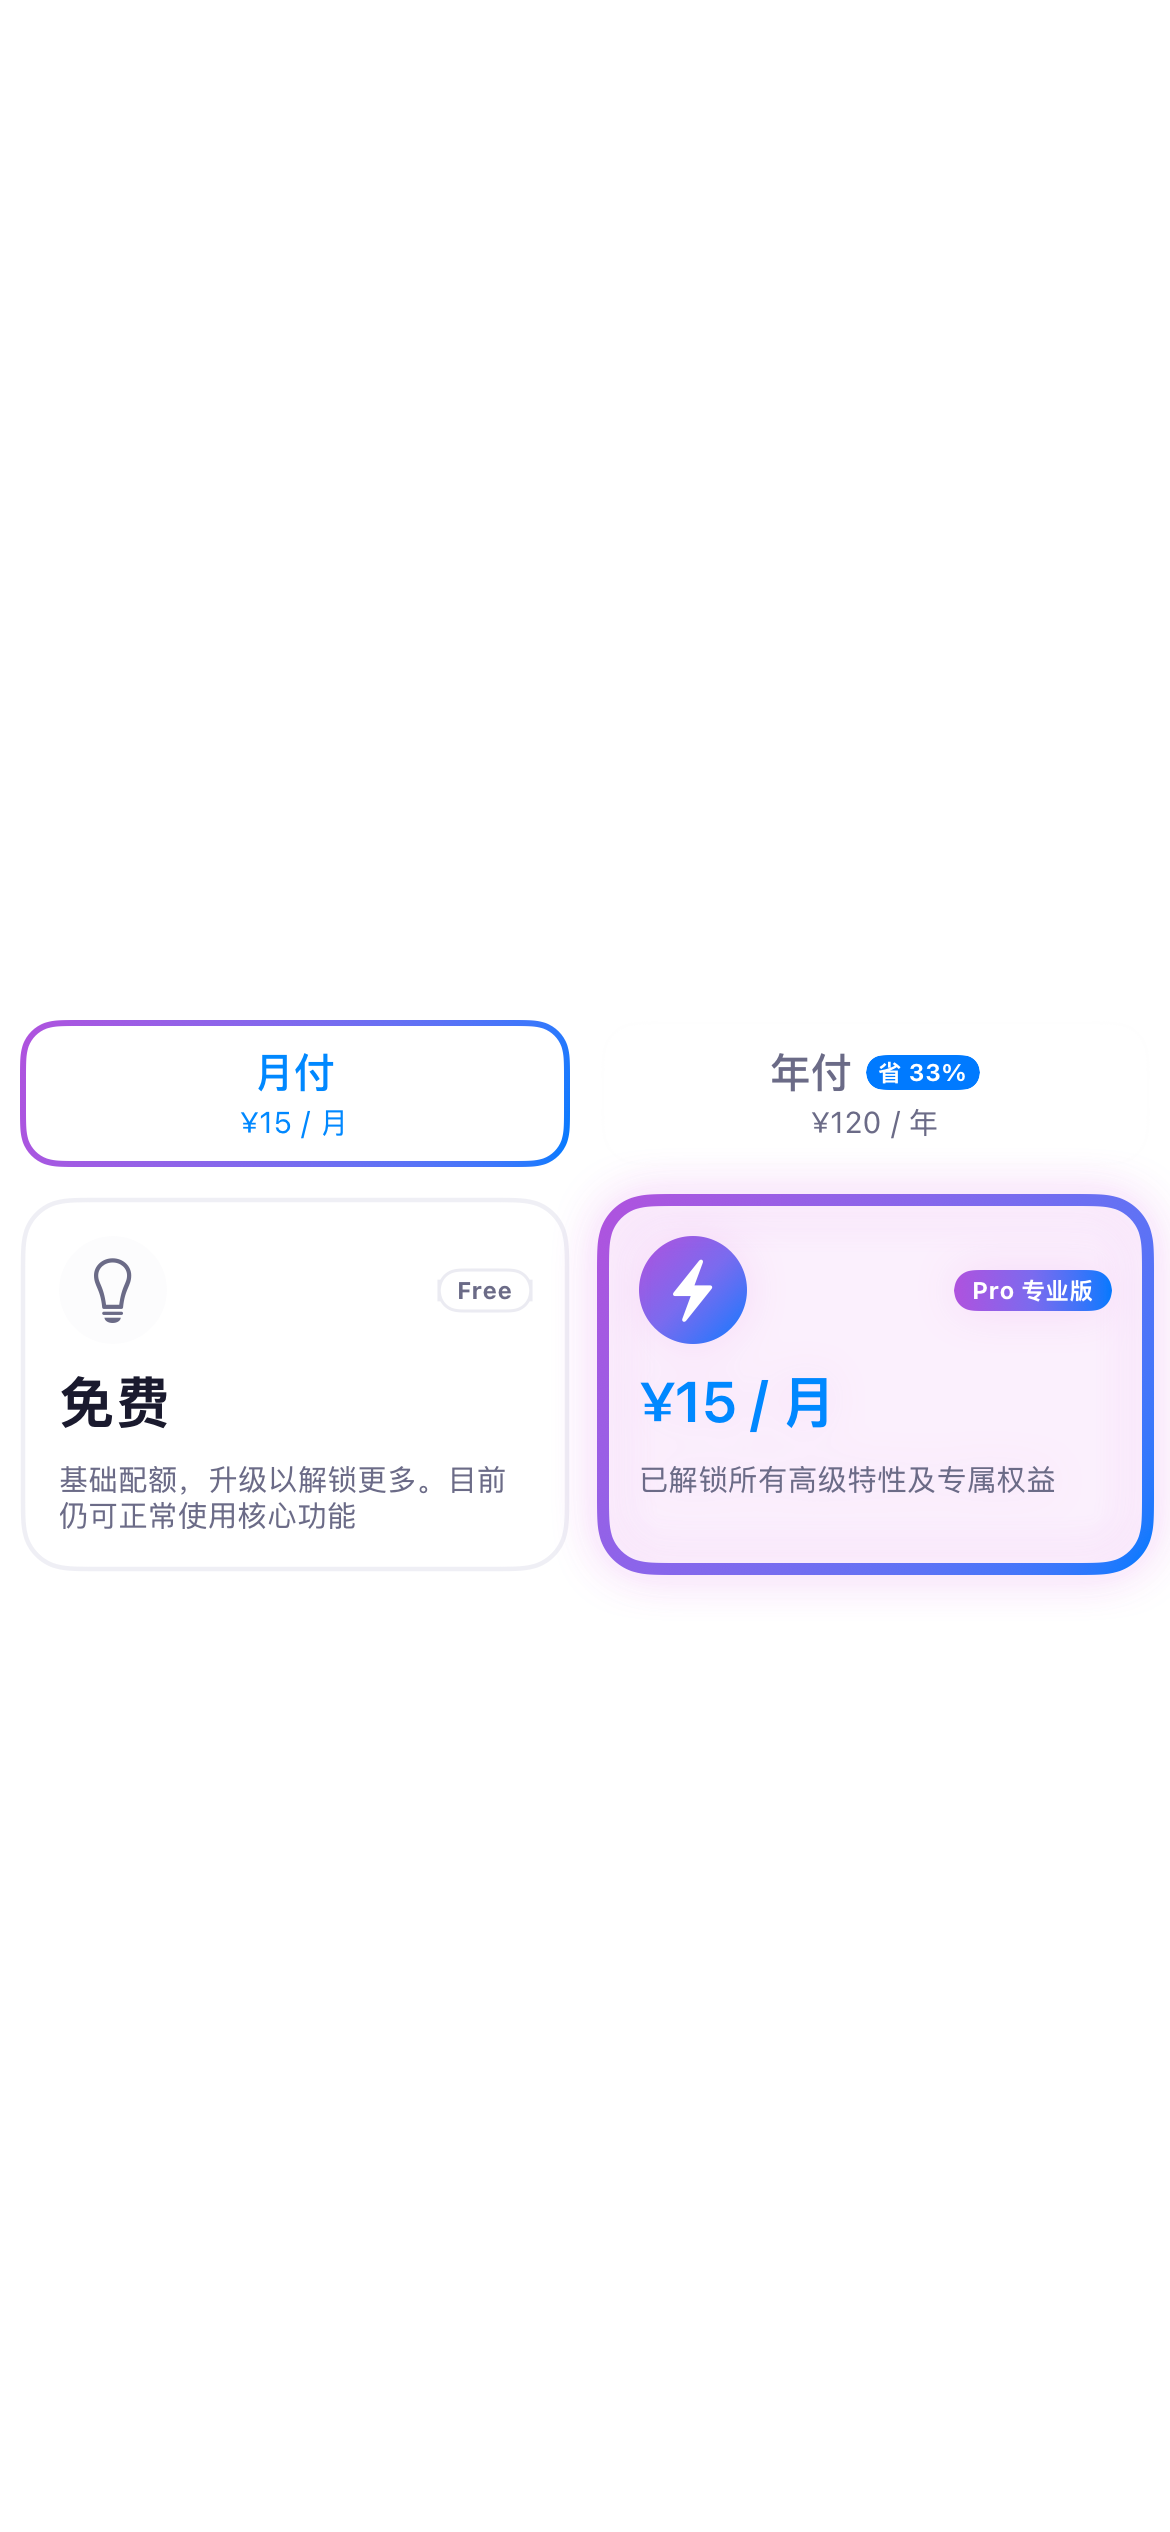 月付
¥15 / 月
年付 省 33%
¥120 / 年
Free
免费
基础配额，升级以解锁更多。目前
仍可正常使用核心功能
Pro 专业版
¥15 / 月
已解锁所有高级特性及专属权益